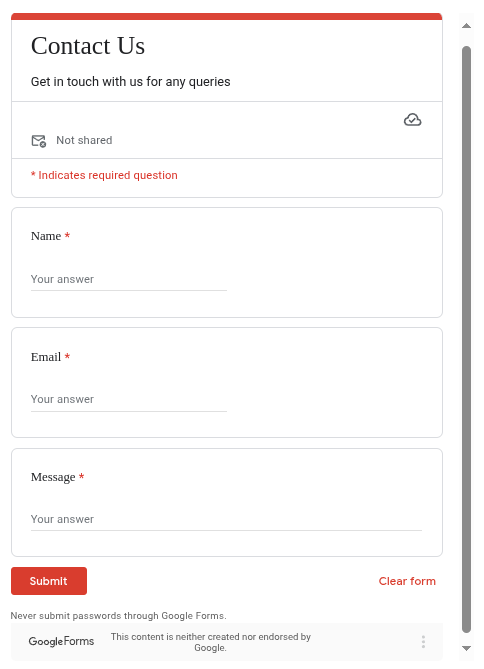 Contact Us
Get in touch with us for any queries
Not shared
* Indicates required question
Name *
Your answer
Email *
Your answer
Message *
Your answer
Submit
Clear form
Never submit passwords through Google Forms.
Google Forms
This content is neither created nor endorsed by
Google.